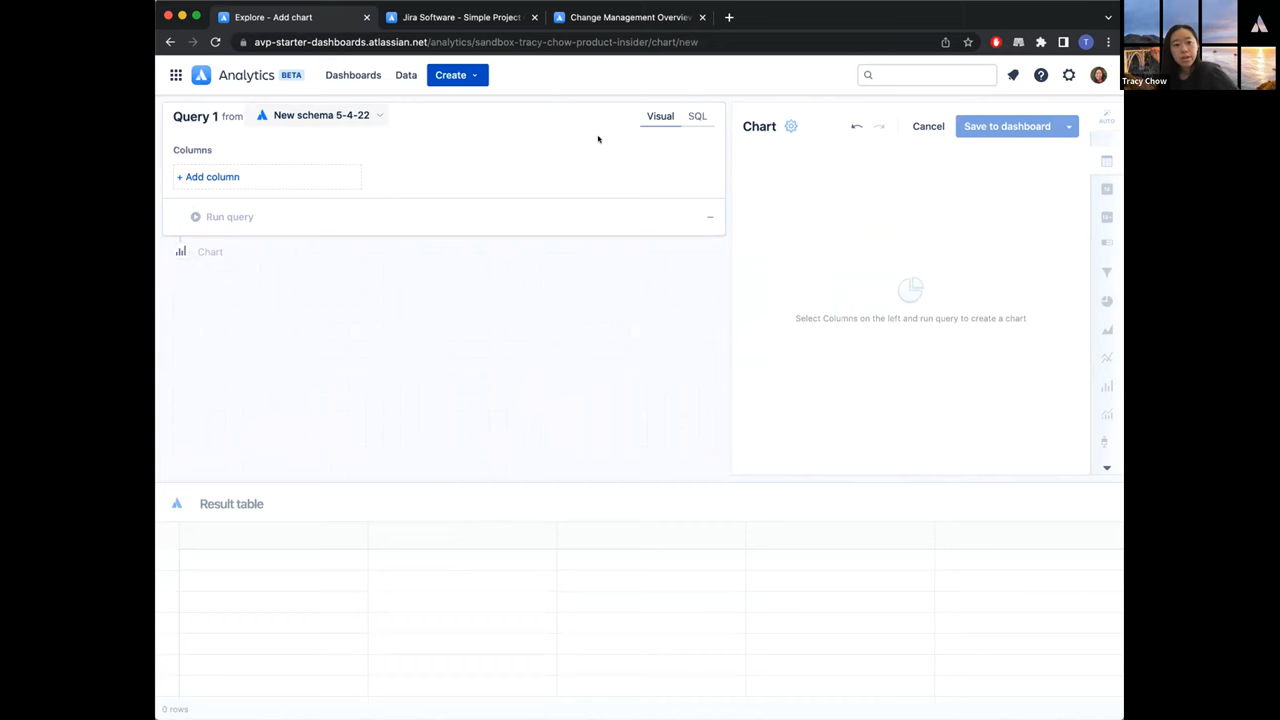 Explore - Add chart
Jira Software - Simple Project
Change Management Overview
avp-starter-dashboards.atlassian.net/analytics/sandbox-tracy-chow-product-insider/chart/new
T
Tracy Chow
Analytics BETA Dashboards Data Create
Query 1 from New schema 5-4-22
Visual SQL
Columns
+ Add column
Run query
Chart
Chart
Cancel
Save to dashboard
AUTO
Select Columns on the left and run query to create a chart
Result table
0 rows